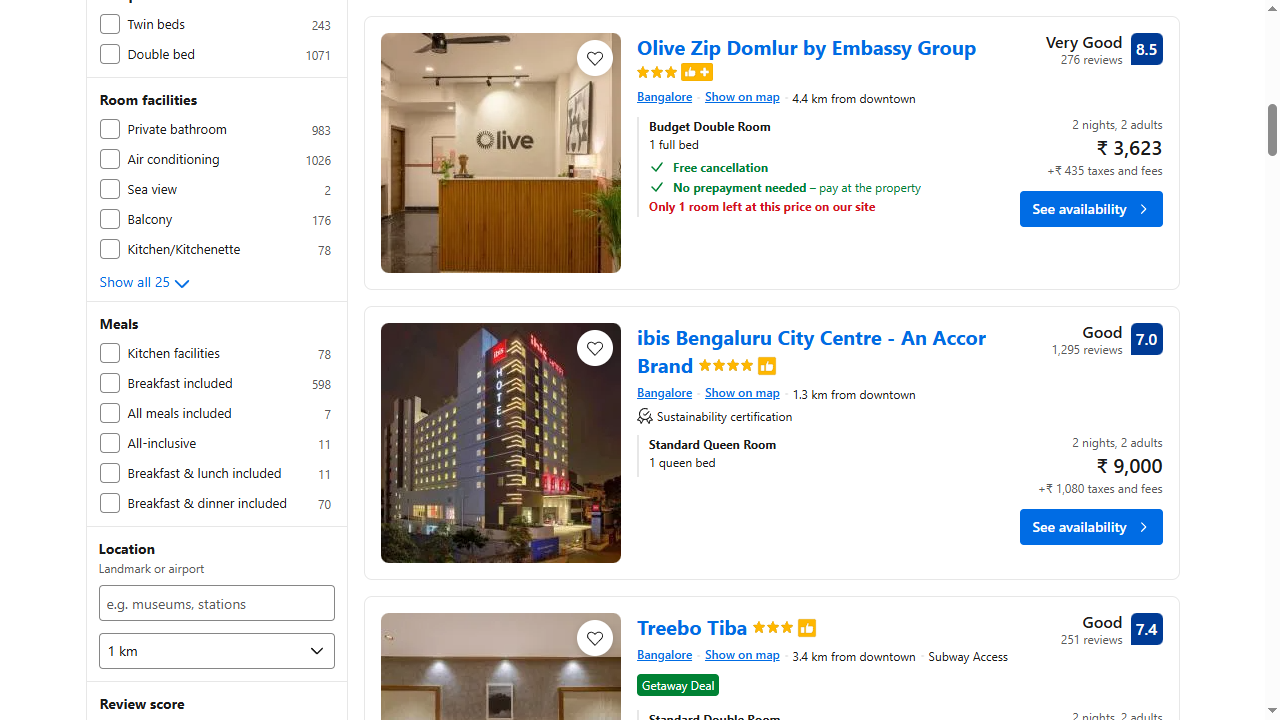 Twin beds 243
Double bed 1071
Room facilities
Private bathroom 983
Air conditioning 1026
Sea view 2
Balcony 176
Kitchen/Kitchenette 78
Show all 25
Meals
Kitchen facilities 78
Breakfast included 598
All meals included 7
All-inclusive 11
Breakfast & lunch included 11
Breakfast & dinner included 70
Location
Landmark or airport
e.g. museums, stations
1 km
Review score
Olive
Olive Zip Domlur by Embassy Group
Very Good 8.5
276 reviews
Bangalore Show on map 4.4 km from downtown
Budget Double Room
1 full bed
Free cancellation
No prepayment needed – pay at the property
Only 1 room left at this price on our site
2 nights, 2 adults
₹ 3,623
+₹ 435 taxes and fees
See availability
ibis
HOTEL
ibis Bengaluru City Centre - An Accor
Brand
Good 7.0
1,295 reviews
Bangalore Show on map 1.3 km from downtown
Sustainability certification
Standard Queen Room
1 queen bed
2 nights, 2 adults
₹ 9,000
+₹ 1,080 taxes and fees
See availability
Treebo Tiba
Good 7.4
251 reviews
Bangalore Show on map 3.4 km from downtown Subway Access
Getaway Deal
Standard Double Room
2 nights, 2 adults